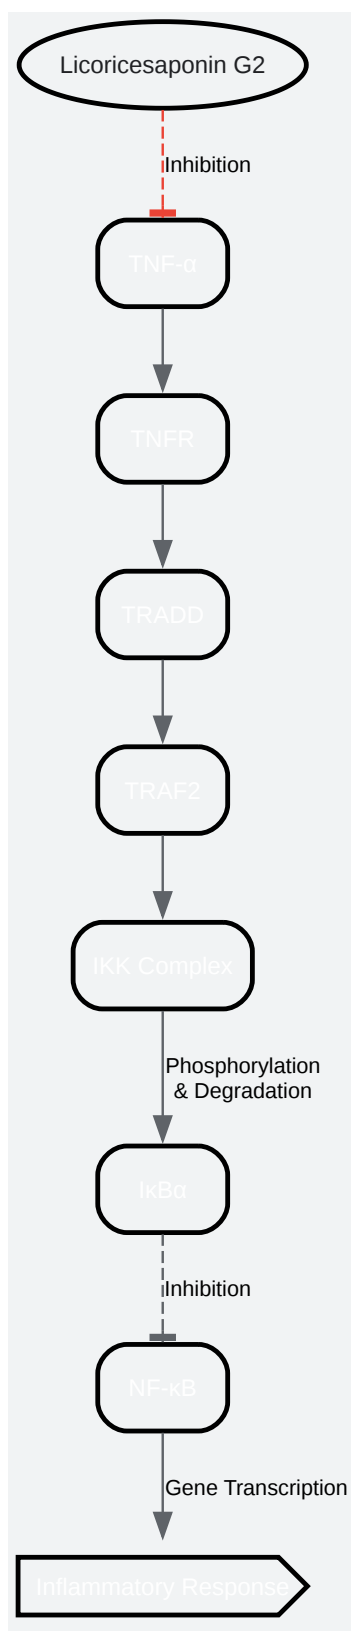 Licoricesaponin G2
Inhibition
TNF-α
TNFR
TRADD
TRAF2
IKK Complex
Phosphorylation
& Degradation
IκBα
Inhibition
NF-κB
Gene Transcription
Inflammatory Response